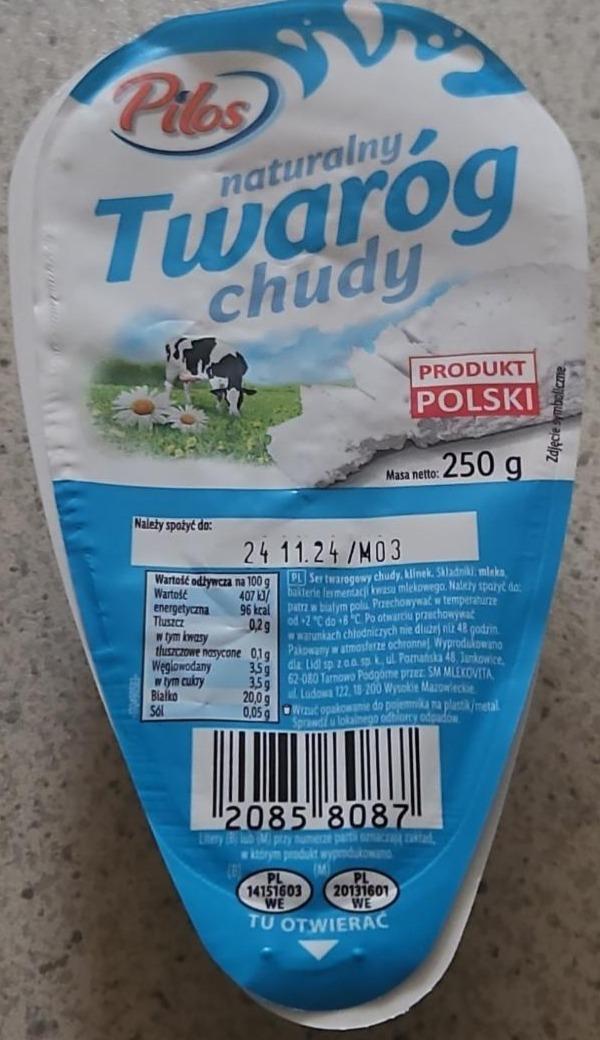 Pilos
naturalny
Twaróg
chudy
PRODUKT
POLSKI
Zdjęcie symboliczne
Masa netto: 250 g
Należy spożyć do:
24 11.24/M03
Wartość odżywcza na 100 g
Wartość 407 kJ/
energetyczna 96 kcal
Tłuszcz 0,2 g
w tym kwasy
tłuszczowe nasycone 0,1 g
Węglowodany 3,5 g
w tym cukry 3,5 g
Białko 20,0 g
Sól 0,05 g
PL Ser twarogowy chudy, klinek. Składniki: mleko,
bakterie fermentacji kwasu mlekowego. Należy spożyć do:
patrz w białym polu. Przechowywać w temperaturze
od +2 °C do +8 °C. Po otwarciu przechowywać
w warunkach chłodniczych nie dłużej niż 48 godzin.
Pakowany w atmosferze ochronnej. Wyprodukowano
dla: Lidl sp. z o.o. sp. k., ul. Poznańska 48, Jankowice,
62-080 Tarnowo Podgórne przez: SM MLEKOVITA,
ul. Ludowa 122, 18-200 Wysokie Mazowieckie.
Wrzuć opakowanie do pojemnika na plastik/metal.
Sprawdź u lokalnego odbiorcy odpadów.
2085 8087
Litery (B) lub (M) przy numerze partii oznaczają zakład,
w którym produkt wyprodukowano.
(B) (M)
PL
14151603
WE
PL
20131601
WE
TU OTWIERAĆ